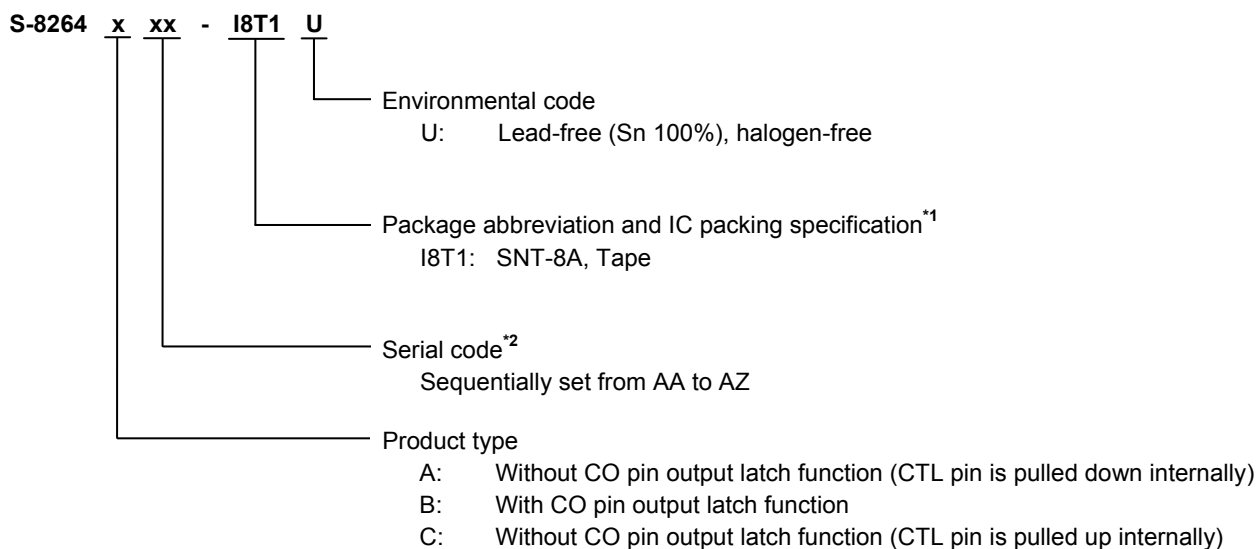 S-8264 x xx - I8T1 U
Environmental code
U: Lead-free (Sn 100%), halogen-free
Package abbreviation and IC packing specification*1
I8T1: SNT-8A, Tape
Serial code*2
Sequentially set from AA to AZ
Product type
A: Without CO pin output latch function (CTL pin is pulled down internally)
B: With CO pin output latch function
C: Without CO pin output latch function (CTL pin is pulled up internally)